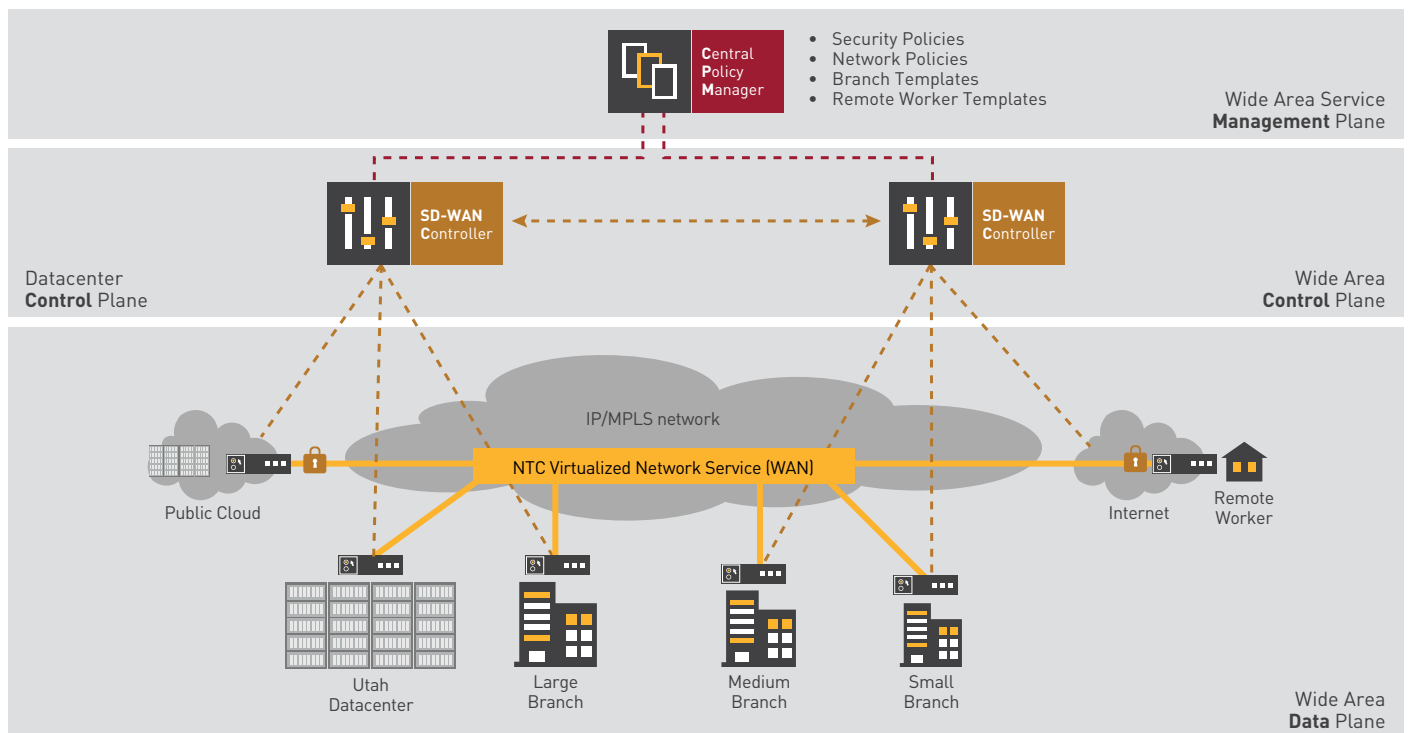 Central
Policy
Manager
• Security Policies
• Network Policies
• Branch Templates
• Remote Worker Templates
Wide Area Service
Management Plane
SD-WAN
Controller
SD-WAN
Controller
Datacenter
Control Plane
Wide Area
Control Plane
IP/MPLS network
NTC Virtualized Network Service (WAN)
Public Cloud
Internet
Remote
Worker
Utah
Datacenter
Large
Branch
Medium
Branch
Small
Branch
Wide Area
Data Plane